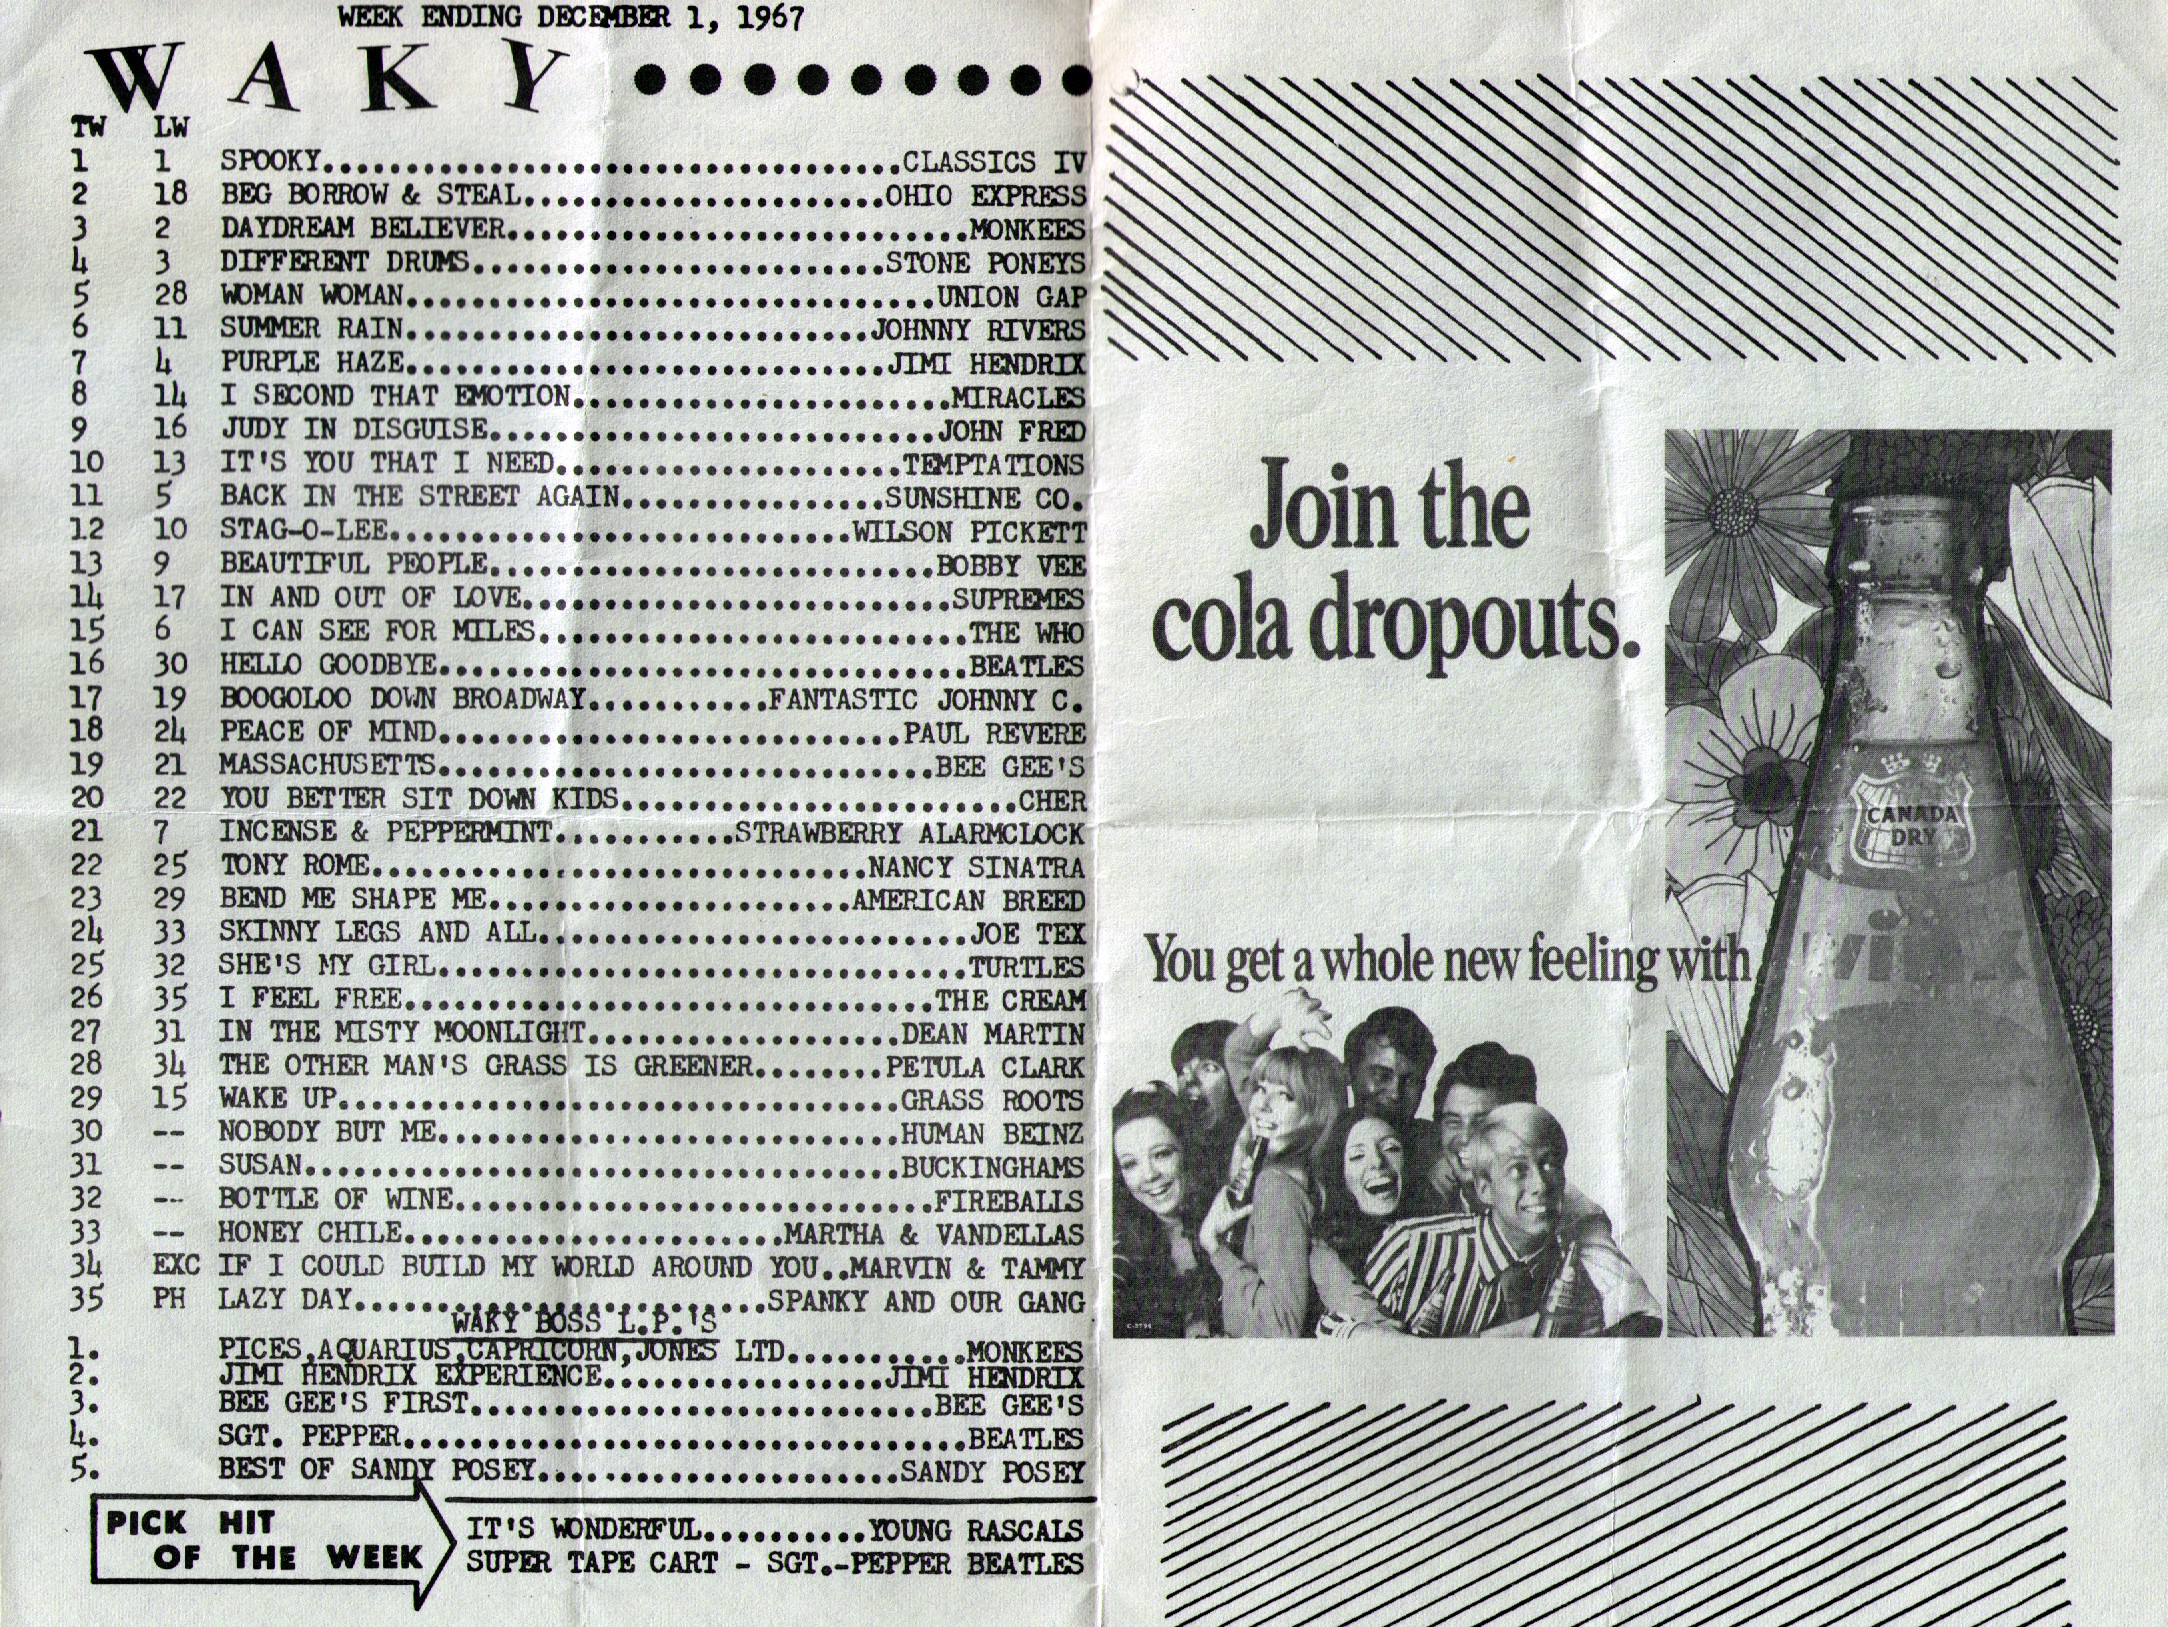 WEEK ENDING DECEMBER 1, 1967
W A K Y
TW LW
1 1 SPOOKY...CLASSICS IV
2 18 BEG BORROW & STEAL...OHIO EXPRESS
3 2 DAYDREAM BELIEVER...MONKEES
4 3 DIFFERENT DRUMS...STONE PONEYS
5 28 WOMAN WOMAN...UNION GAP
6 11 SUMMER RAIN...JOHNNY RIVERS
7 4 PURPLE HAZE...JIMI HENDRIX
8 14 I SECOND THAT EMOTION...MIRACLES
9 16 JUDY IN DISGUISE...JOHN FRED
10 13 IT'S YOU THAT I NEED...TEMPTATIONS
11 5 BACK IN THE STREET AGAIN...SUNSHINE CO.
12 10 STAG-O-LEE...WILSON PICKETT
13 9 BEAUTIFUL PEOPLE...BOBBY VEE
14 17 IN AND OUT OF LOVE...SUPREMES
15 6 I CAN SEE FOR MILES...THE WHO
16 30 HELLO GOODBYE...BEATLES
17 19 BOOGOLOO DOWN BROADWAY...FANTASTIC JOHNNY C.
18 24 PEACE OF MIND...PAUL REVERE
19 21 MASSACHUSETTS...BEE GEE'S
20 22 YOU BETTER SIT DOWN KIDS...CHER
21 7 INCENSE & PEPPERMINT...STRAWBERRY ALARMCLOCK
22 25 TONY ROME...NANCY SINATRA
23 29 BEND ME SHAPE ME...AMERICAN BREED
24 33 SKINNY LEGS AND ALL...JOE TEX
25 32 SHE'S MY GIRL...TURTLES
26 35 I FEEL FREE...THE CREAM
27 31 IN THE MISTY MOONLIGHT...DEAN MARTIN
28 34 THE OTHER MAN'S GRASS IS GREENER...PETULA CLARK
29 15 WAKE UP...GRASS ROOTS
30 -- NOBODY BUT ME...HUMAN BEINZ
31 -- SUSAN...BUCKINGHAMS
32 -- BOTTLE OF WINE...FIREBALLS
33 -- HONEY CHILE...MARTHA & VANDELLAS
34 EXC IF I COULD BUILD MY WORLD AROUND YOU..MARVIN & TAMMY
35 PH LAZY DAY...SPANKY AND OUR GANG
WAKY BOSS L.P.'S
1. PICES,AQUARIUS,CAPRICORN,JONES LTD...MONKEES
2. JIMI HENDRIX EXPERIENCE...JIMI HENDRIX
3. BEE GEE'S FIRST...BEE GEE'S
4. SGT. PEPPER...BEATLES
5. BEST OF SANDY POSEY...SANDY POSEY
PICK HIT
OF THE WEEK
IT'S WONDERFUL...YOUNG RASCALS
SUPER TAPE CART - SGT.-PEPPER BEATLES
Join the
cola dropouts.
You get a whole new feeling with
CANADA
DRY